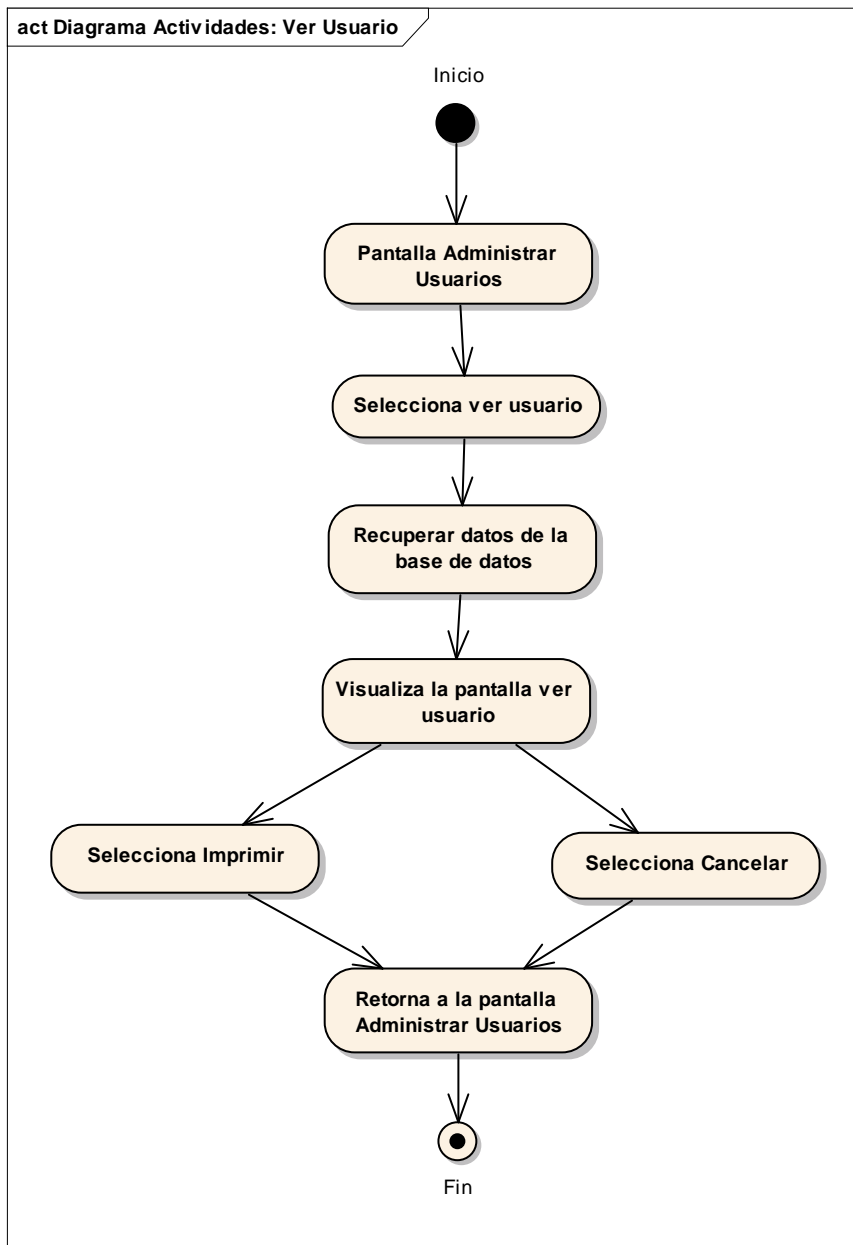 act Diagrama Actividades: Ver Usuario
Inicio
Pantalla Administrar
Usuarios
Selecciona ver usuario
Recuperar datos de la
base de datos
Visualiza la pantalla ver
usuario
Selecciona Imprimir
Selecciona Cancelar
Retorna a la pantalla
Administrar Usuarios
Fin